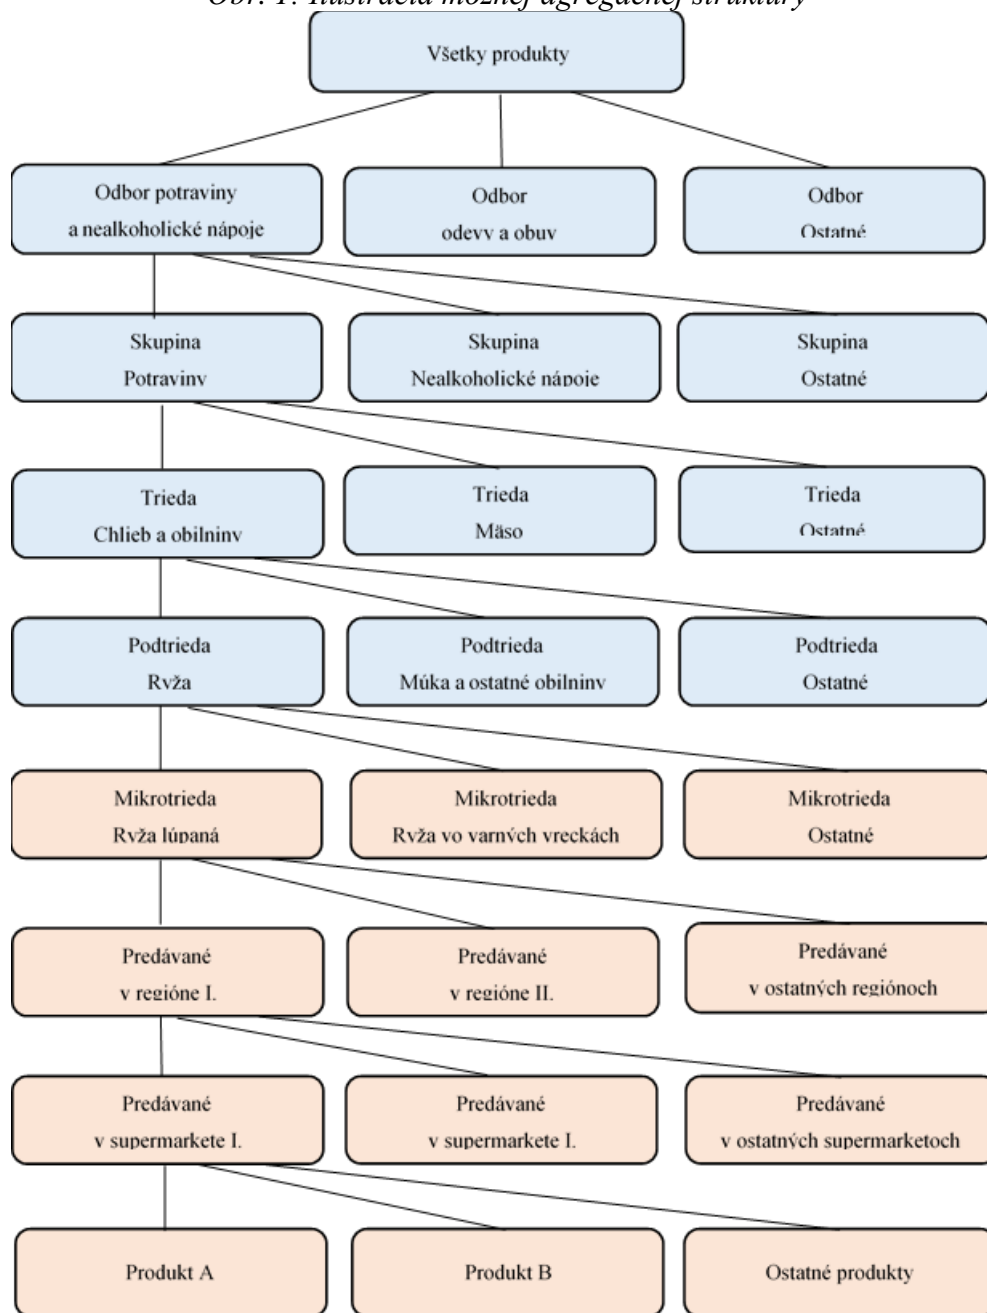 Obr. 1: Ilustrácia možnej agregačnej štruktúry
Všetky produkty
Odbor potraviny
a nealkoholické nápoje
Odbor
odevy a obuv
Odbor
Ostatné
Skupina
Potraviny
Skupina
Nealkoholické nápoje
Skupina
Ostatné
Trieda
Chlieb a obilniny
Trieda
Mäso
Trieda
Ostatné
Podtrieda
Ryža
Podtrieda
Múka a ostatné obilniny
Podtrieda
Ostatné
Mikrotrieda
Ryža lúpaná
Mikrotrieda
Ryža vo varných vreckách
Mikrotrieda
Ostatné
Predávané
v regióne I.
Predávané
v regióne II.
Predávané
v ostatných regiónoch
Predávané
v supermarkete I.
Predávané
v supermarkete I.
Predávané
v ostatných supermarketoch
Produkt A
Produkt B
Ostatné produkty